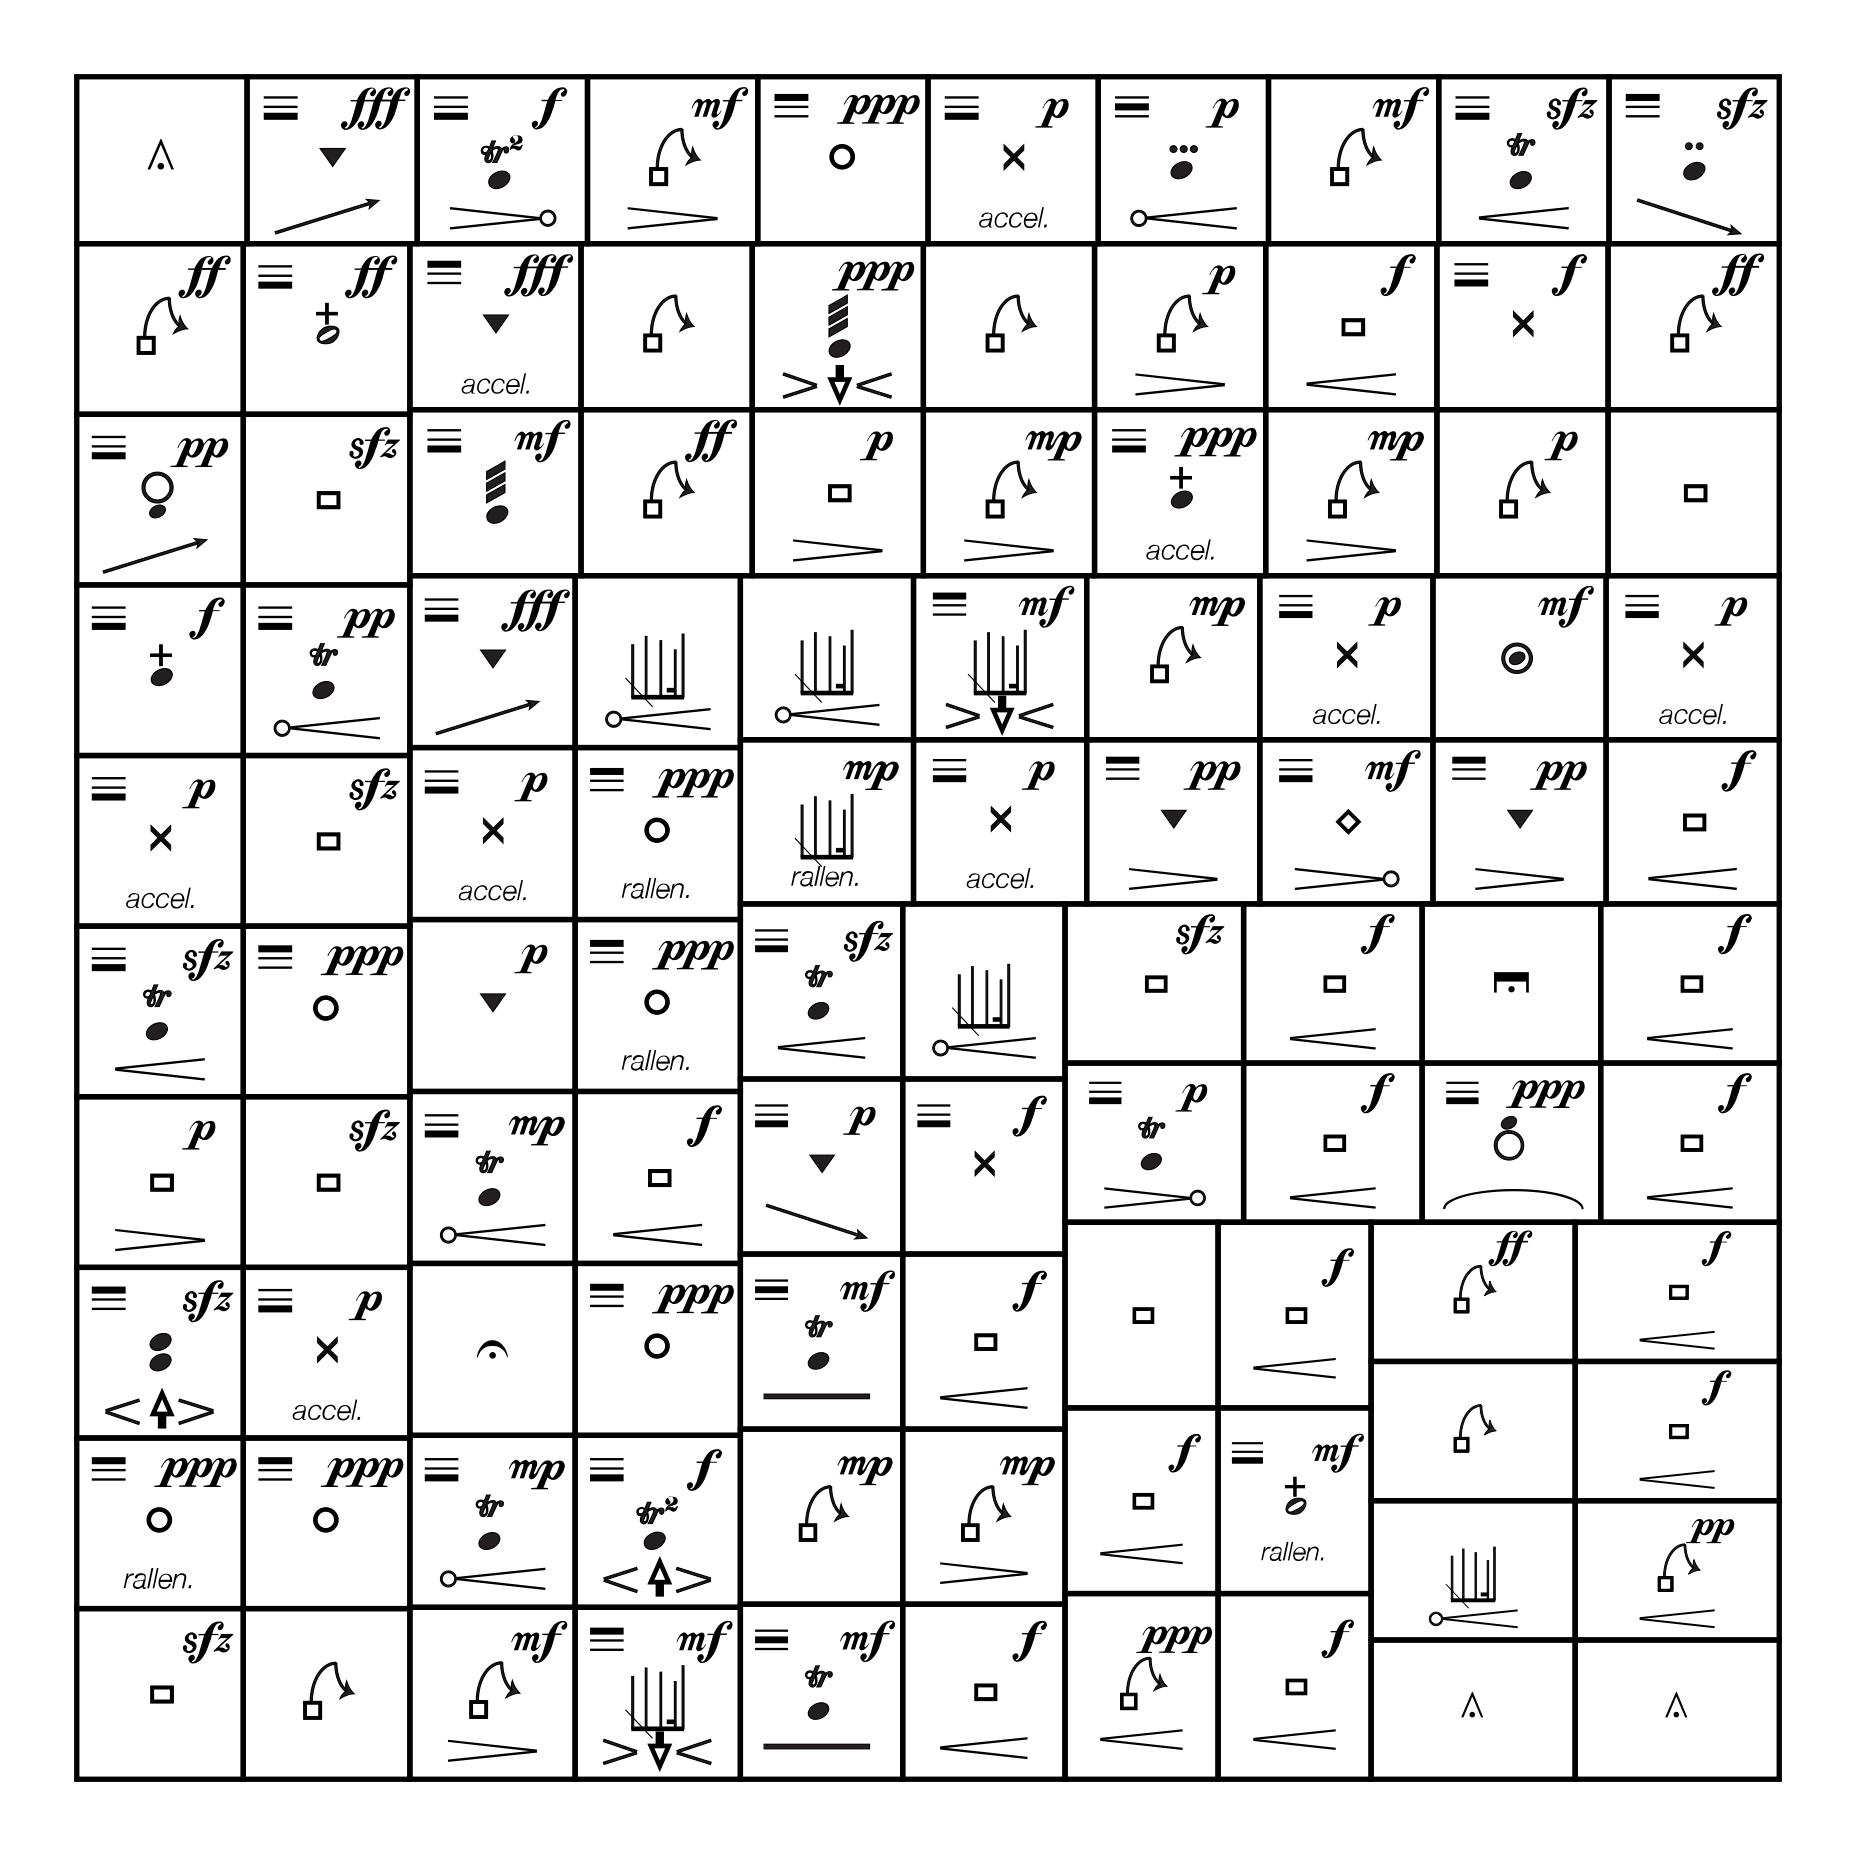 fff f mf ppp p p mf sfz sfz
tr² tr
accel.
ff ff fff ppp p f f ff
accel.
pp sfz mf ff p mp ppp mp p
accel.
f pp fff mf mp p mf p
tr
accel. accel.
p sfz p ppp mp p pp mf pp f
accel. accel. rallen. rallen. accel.
sfz ppp p ppp sfz sfz f f
tr tr
rallen.
p sfz mp f p f p f ppp f
tr tr
sfz p ppp mf f f ff f
tr
accel.
f
ppp ppp mp f mp mp f mf
tr tr²
rallen. rallen.
pp
sfz mf mf mf f ppp f
tr